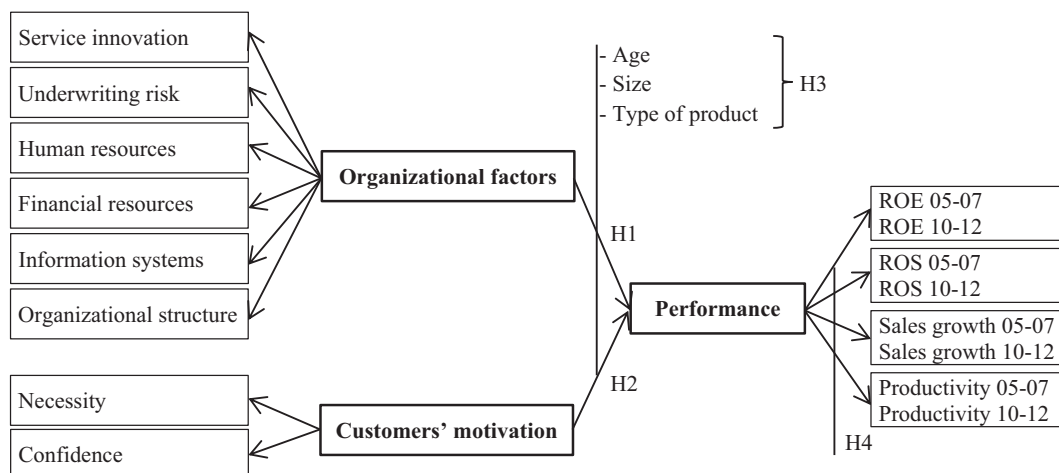 Service innovation
Underwriting risk
Human resources
Financial resources
Information systems
Organizational structure
Necessity
Confidence
Organizational factors
Customers’ motivation
- Age
- Size
- Type of product
H3
H1
H2
Performance
ROE 05-07
ROE 10-12
ROS 05-07
ROS 10-12
Sales growth 05-07
Sales growth 10-12
Productivity 05-07
Productivity 10-12
H4